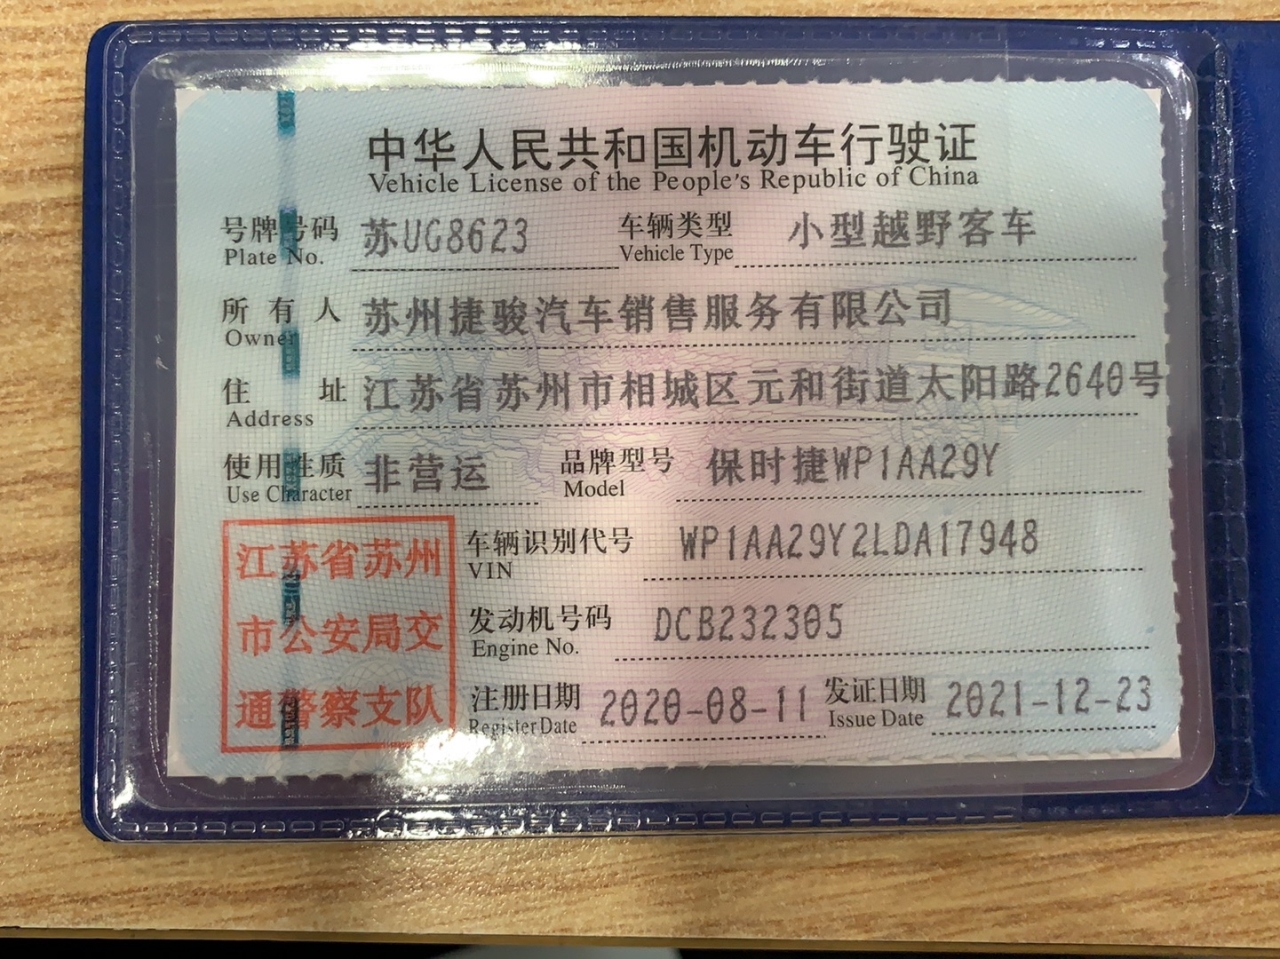 中华人民共和国机动车行驶证
Vehicle License of the People's Republic of China
号牌号码 苏UG8623 车辆类型 小型越野客车
Plate No. Vehicle Type
所有人 苏州捷骏汽车销售服务有限公司
Owner
住址 江苏省苏州市相城区元和街道太阳路2640号
Address
使用性质 非营运 品牌型号 保时捷WP1AA29Y
Use Character Model
江苏省苏州
市公安局交
通警察支队
车辆识别代号 WP1AA29Y2LDA17948
VIN
发动机号码 DCB232305
Engine No.
注册日期 2020-08-11 发证日期 2021-12-23
Register Date Issue Date